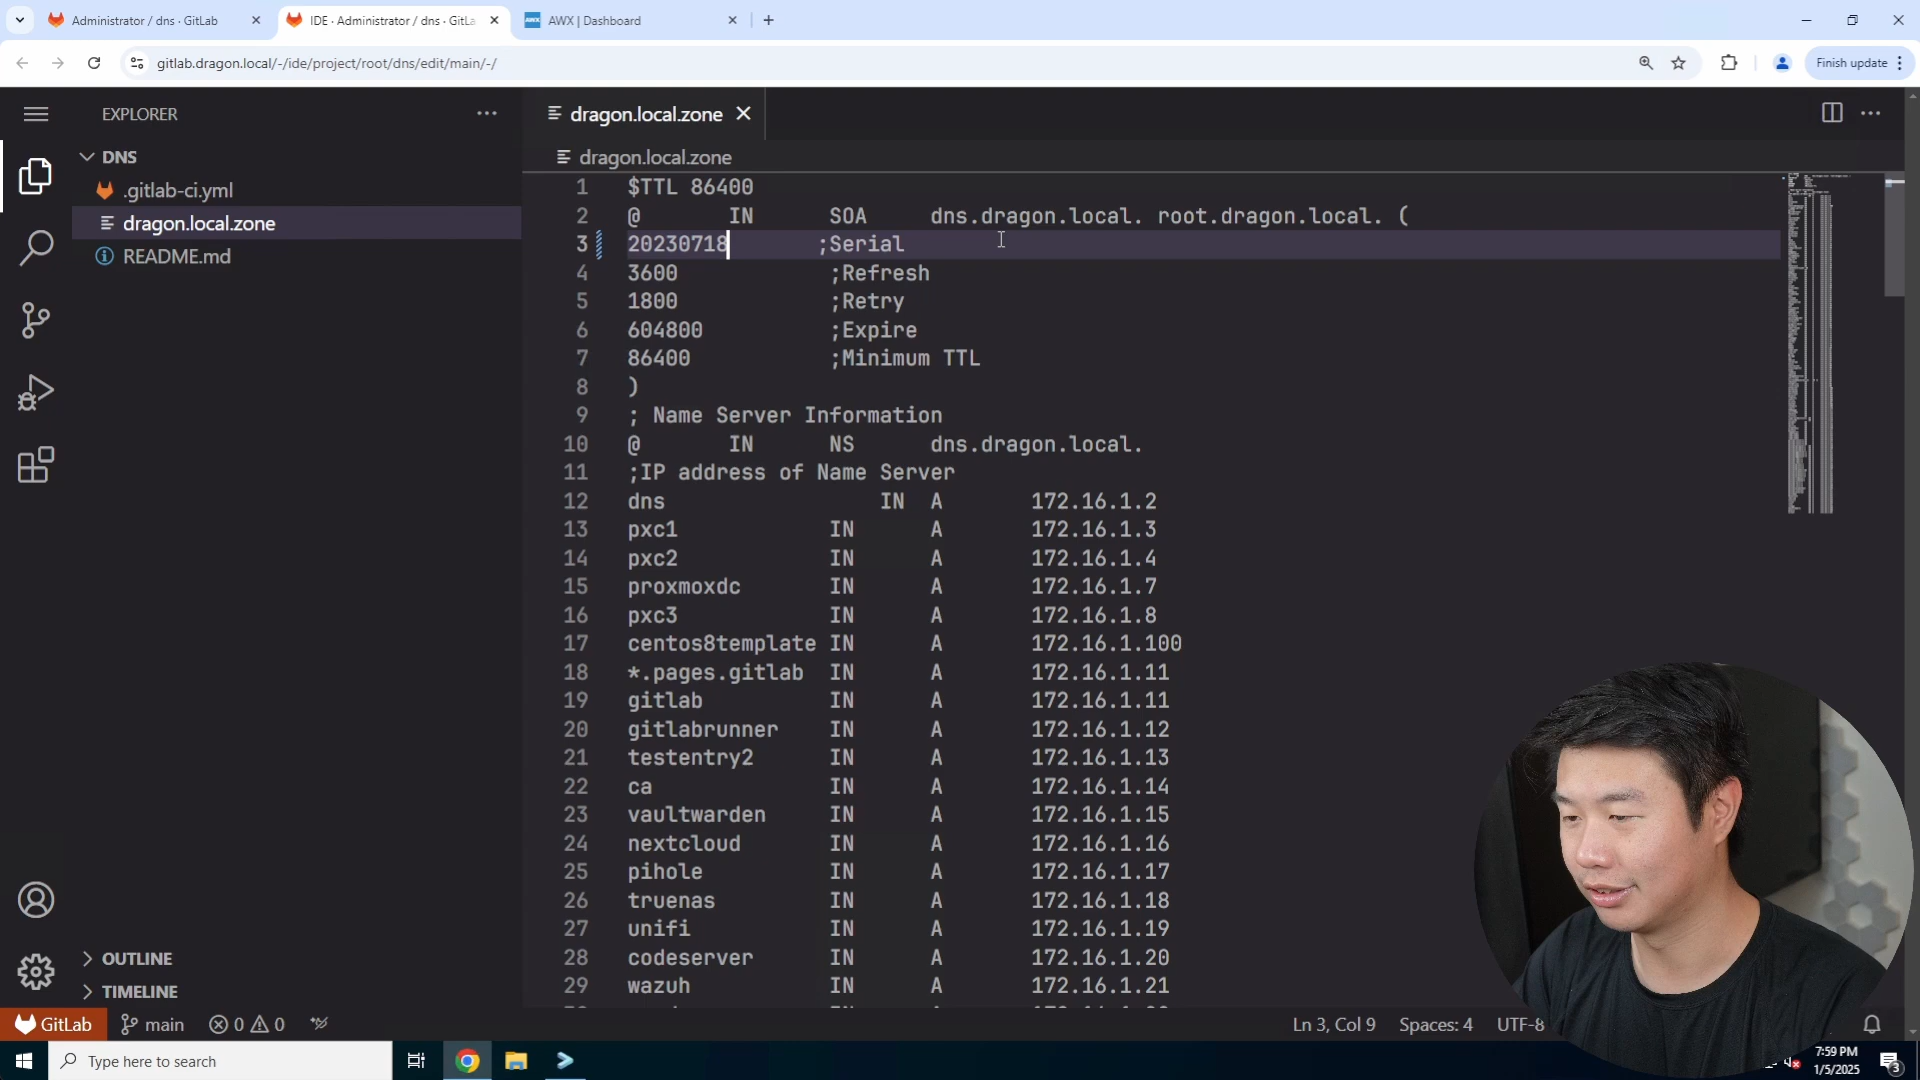 Administrator / dns · GitLab
IDE · Administrator / dns · GitLa
AWX | Dashboard
gitlab.dragon.local/-/ide/project/root/dns/edit/main/-/
Finish update
EXPLORER
dragon.local.zone
DNS
.gitlab-ci.yml
dragon.local.zone
README.md
dragon.local.zone
1 $TTL 86400
2 @ IN SOA dns.dragon.local. root.dragon.local. (
3 20230718 ;Serial
4 3600 ;Refresh
5 1800 ;Retry
6 604800 ;Expire
7 86400 ;Minimum TTL
8 )
9 ; Name Server Information
10 @ IN NS dns.dragon.local.
11 ;IP address of Name Server
12 dns IN A 172.16.1.2
13 pxc1 IN A 172.16.1.3
14 pxc2 IN A 172.16.1.4
15 proxmoxdc IN A 172.16.1.7
16 pxc3 IN A 172.16.1.8
17 centos8template IN A 172.16.1.100
18 *.pages.gitlab IN A 172.16.1.11
19 gitlab IN A 172.16.1.11
20 gitlabrunner IN A 172.16.1.12
21 testentry2 IN A 172.16.1.13
22 ca IN A 172.16.1.14
23 vaultwarden IN A 172.16.1.15
24 nextcloud IN A 172.16.1.16
25 pihole IN A 172.16.1.17
26 truenas IN A 172.16.1.18
27 unifi IN A 172.16.1.19
28 codeserver IN A 172.16.1.20
29 wazuh IN A 172.16.1.21
OUTLINE
TIMELINE
GitLab
main
0
0
Ln 3, Col 9
Spaces: 4
UTF-8
Type here to search
7:59 PM
1/5/2025
3